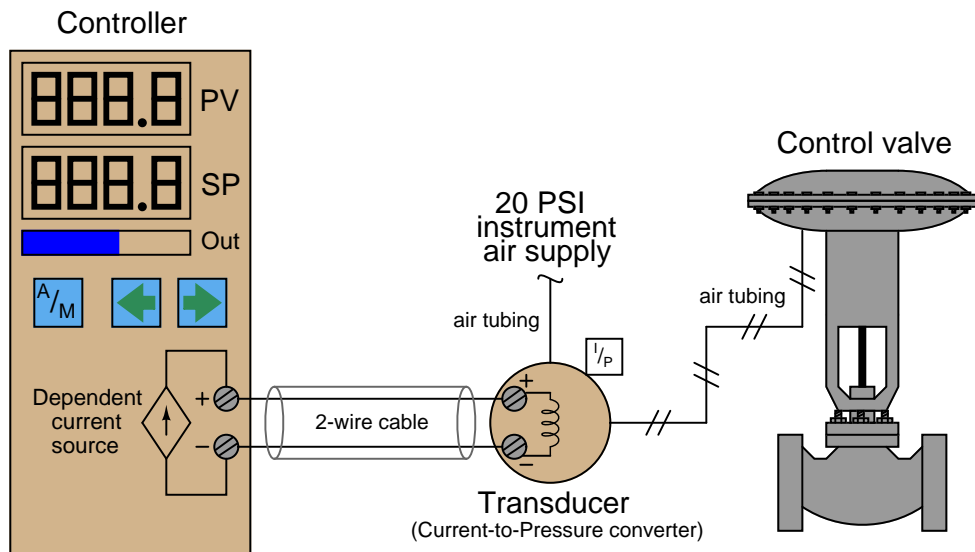 Controller
888.8
PV
888.8
SP
Out
A/M
Dependent
current
source
+
−
2-wire cable
20 PSI
instrument
air supply
air tubing
I/P
+
−
Transducer
(Current-to-Pressure converter)
air tubing
Control valve